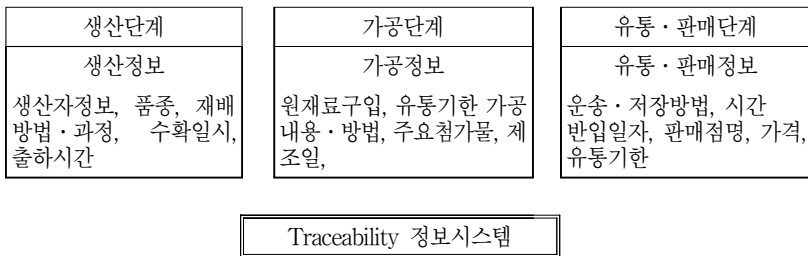 생산단계
생산정보
생산자정보, 품종, 재배
방법·과정, 수확일시,
출하시간
가공단계
가공정보
원재료구입, 유통기한 가공
내용·방법, 주요첨가물, 제
조일,
유통·판매단계
유통·판매정보
운송·저장방법, 시간
반입일자, 판매점명, 가격,
유통기한
Traceability 정보시스템